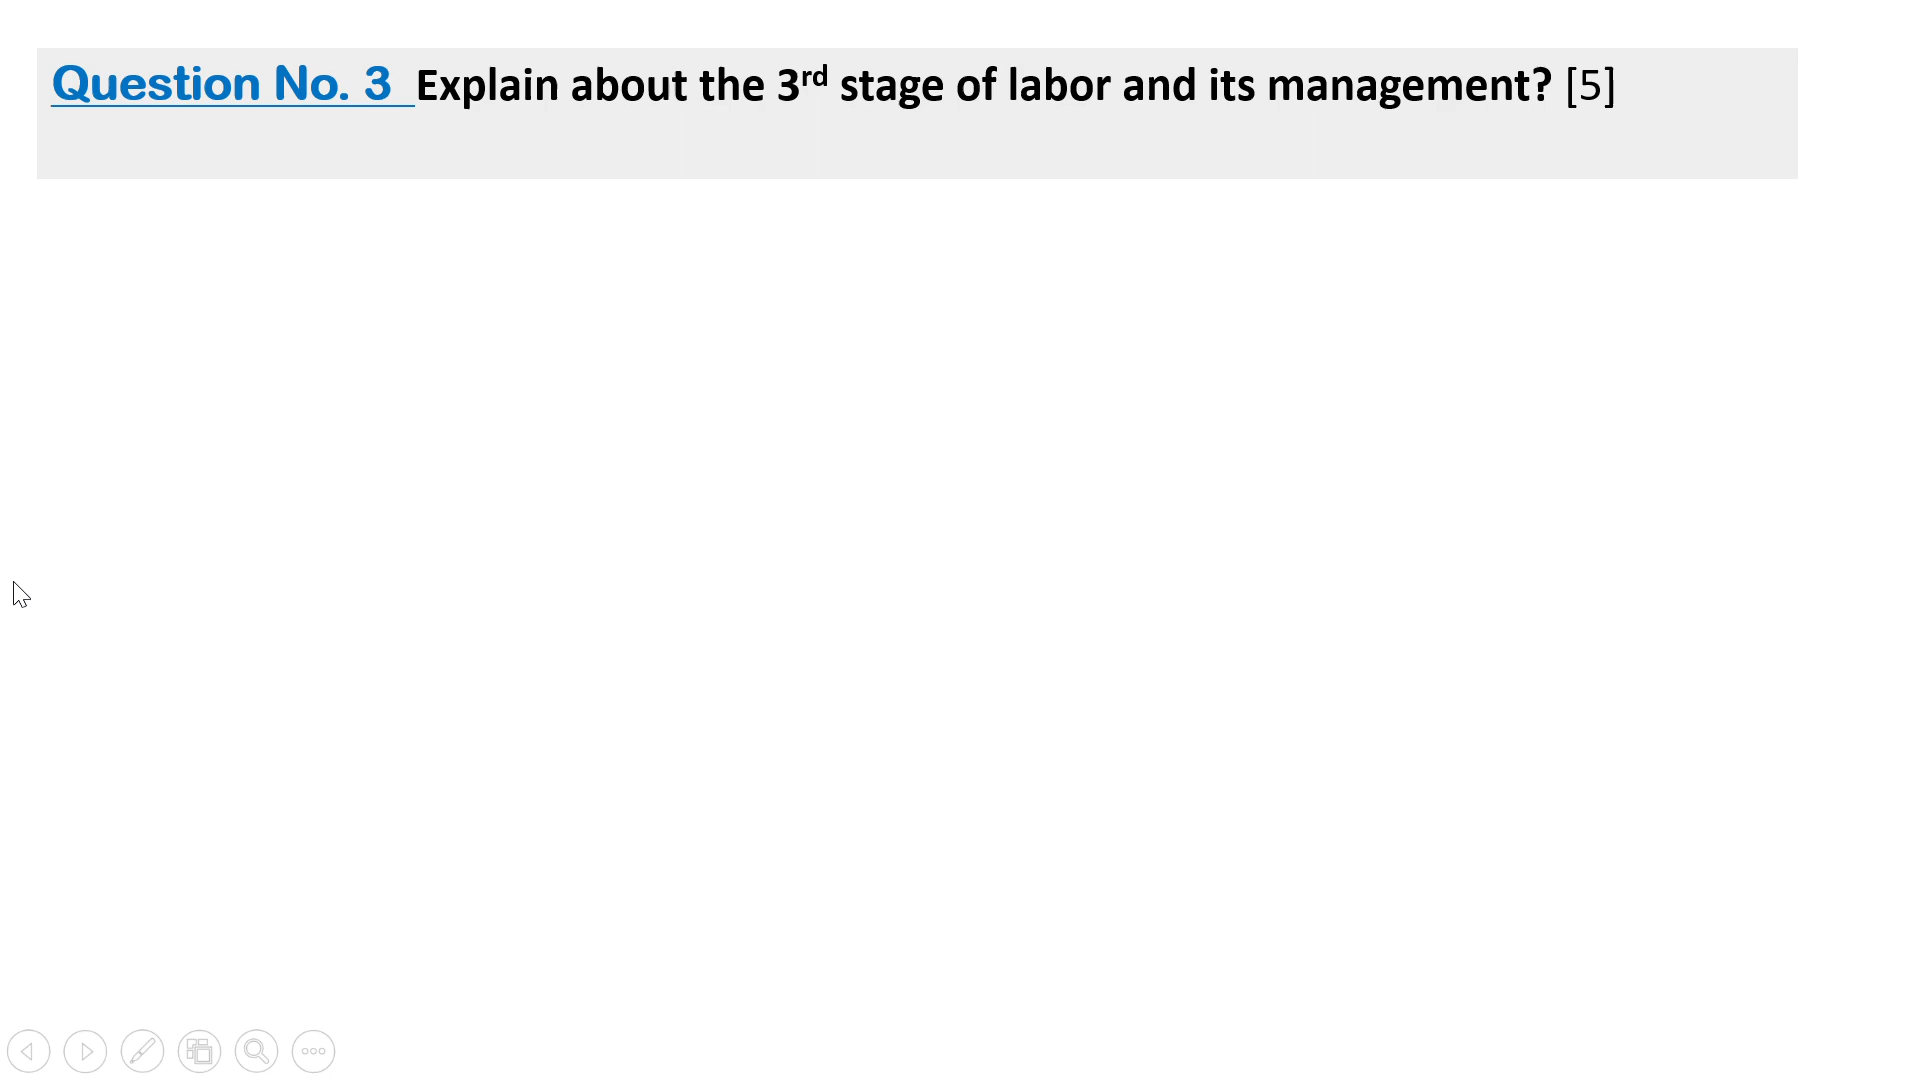 Question No. 3 Explain about the 3rd stage of labor and its management? [5]